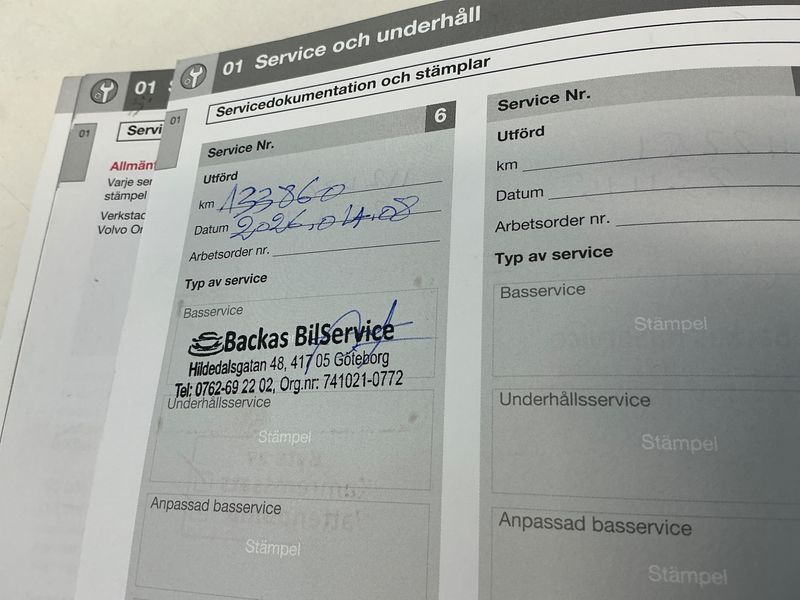 01 Service och underhåll
Servicedokumentation och stämplar
01
Service Nr.
6
Utförd
km 133860
Datum 2026.04.08
Arbetsorder nr.
Typ av service
Basservice
Backas BilService
Hildedalsgatan 48, 417 05 Göteborg
Tel: 0762-69 22 02, Org.nr: 741021-0772
Underhållsservice
Stämpel
Anpassad basservice
Stämpel
Service Nr.
Utförd
km
Datum
Arbetsorder nr.
Typ av service
Basservice
Stämpel
Underhållsservice
Stämpel
Anpassad basservice
Stämpel
01
01
Servi
Allmän
Varje ser
stämpel
Verkstad
Volvo Or